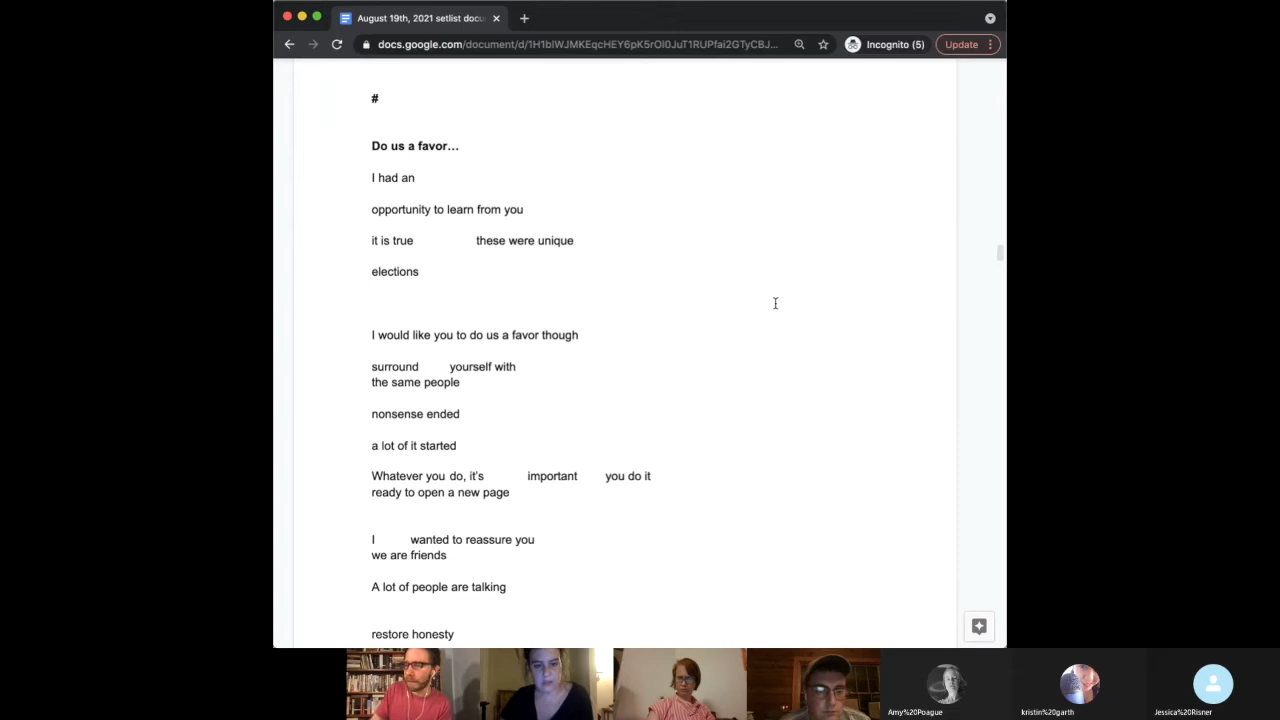 August 19th, 2021 setlist docu
docs.google.com/document/d/1H1blWJMKEqcHEY6pK5rOl0JuT1RUPfai2GTyCBJ...
Incognito (5)
Update
#
Do us a favor…
I had an
opportunity to learn from you
it is true these were unique
elections
I would like you to do us a favor though
surround yourself with
the same people
nonsense ended
a lot of it started
Whatever you do, it's important you do it
ready to open a new page
I wanted to reassure you
we are friends
A lot of people are talking
restore honesty
Amy%20Poague
kristin%20garth
Jessica%20Risner